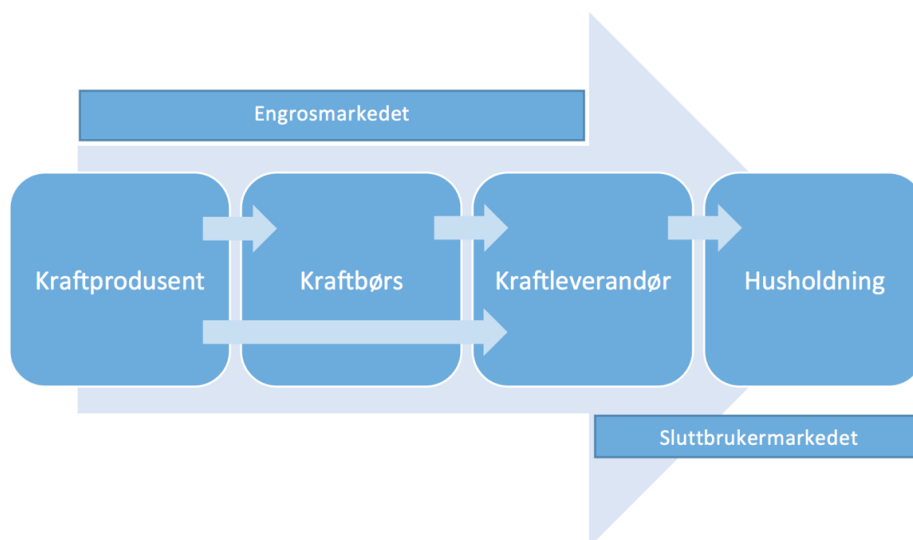 Engrosmarkedet
Kraftprodusent
Kraftbørs
Kraftleverandør
Husholdning
Sluttbrukermarkedet